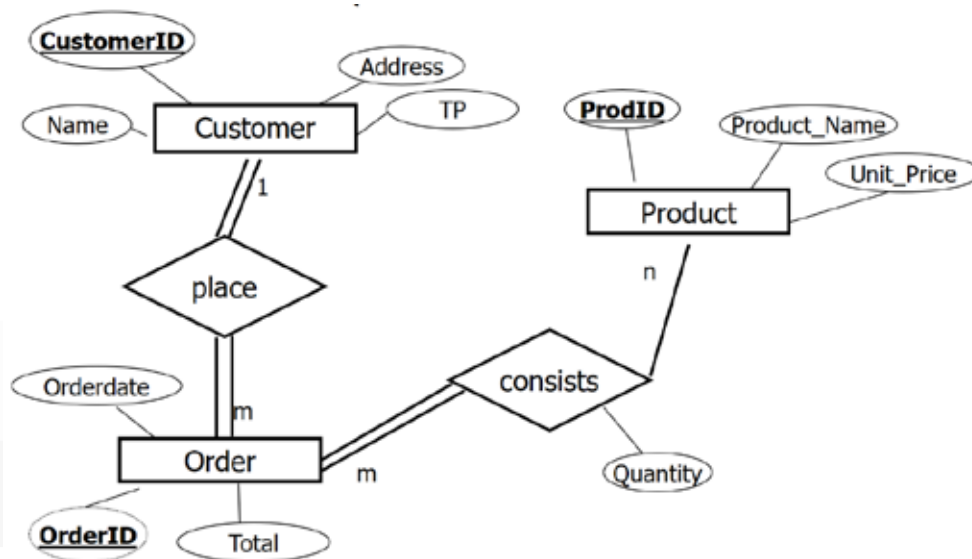 CustomerID
Address
Name
Customer
TP
ProdID
Product_Name
Unit_Price
1
Product
n
place
consists
Orderdate
m
Order
m
Quantity
OrderID
Total